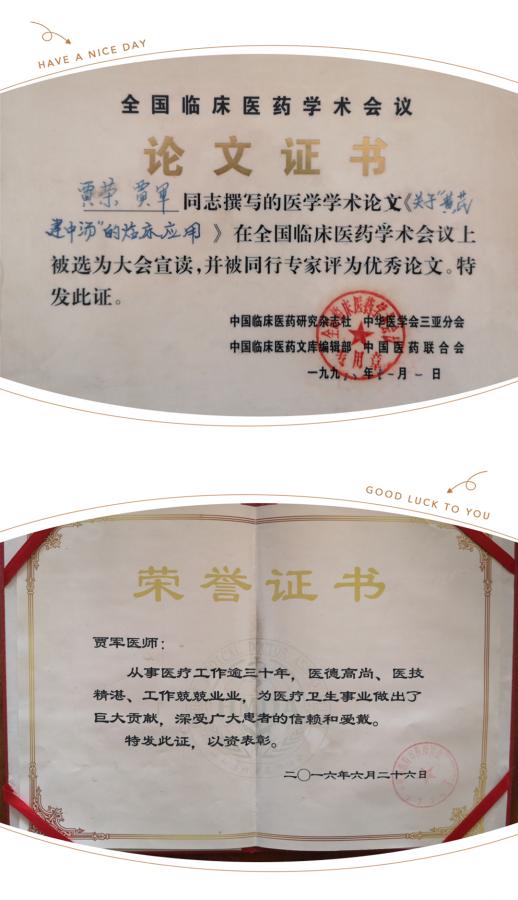 HAVE A NICE DAY
全国临床医药学术会议
论文证书
贾荣 贾军 同志撰写的医学学术论文《关于"黄芪
建中汤"的临床应用 》在全国临床医药学术会议上
被选为大会宣读,并被同行专家评为优秀论文。特
发此证。
中国临床医药研究杂志社 中华医学会三亚分会
中国临床医药文库编辑部 中国医药联合会
一九九 年 月 一 日
GOOD LUCK TO YOU
荣誉证书
贾军医师:
从事医疗工作逾三十年,医德高尚、医技
精湛、工作兢兢业业,为医疗卫生事业做出了
巨大贡献,深受广大患者的信赖和爱戴。
特发此证,以资表彰。
二〇一六年六月二十六日